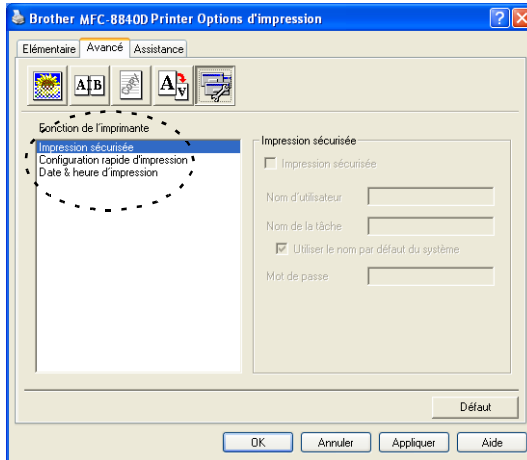 Brother MFC-8840D Printer Options d'impression
Elémentaire Avancé Assistance
A B
A A
Fonction de l'imprimante
Impression sécurisée
Configuration rapide d'impression
Date & heure d'impression
Impression sécurisée
Impression sécurisée
Nom d'utilisateur
Nom de la tâche
Utiliser le nom par défaut du système
Mot de passe
Défaut
OK Annuler Appliquer Aide